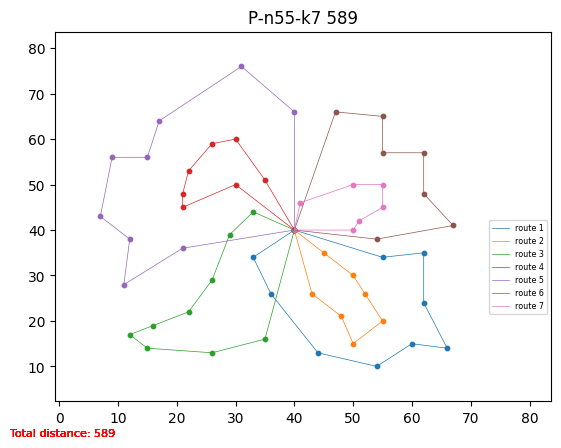 P-n55-k7 589
80
70
60
50
40
30
20
10
0 10 20 30 40 50 60 70 80
route 1
route 2
route 3
route 4
route 5
route 6
route 7
Total distance: 589